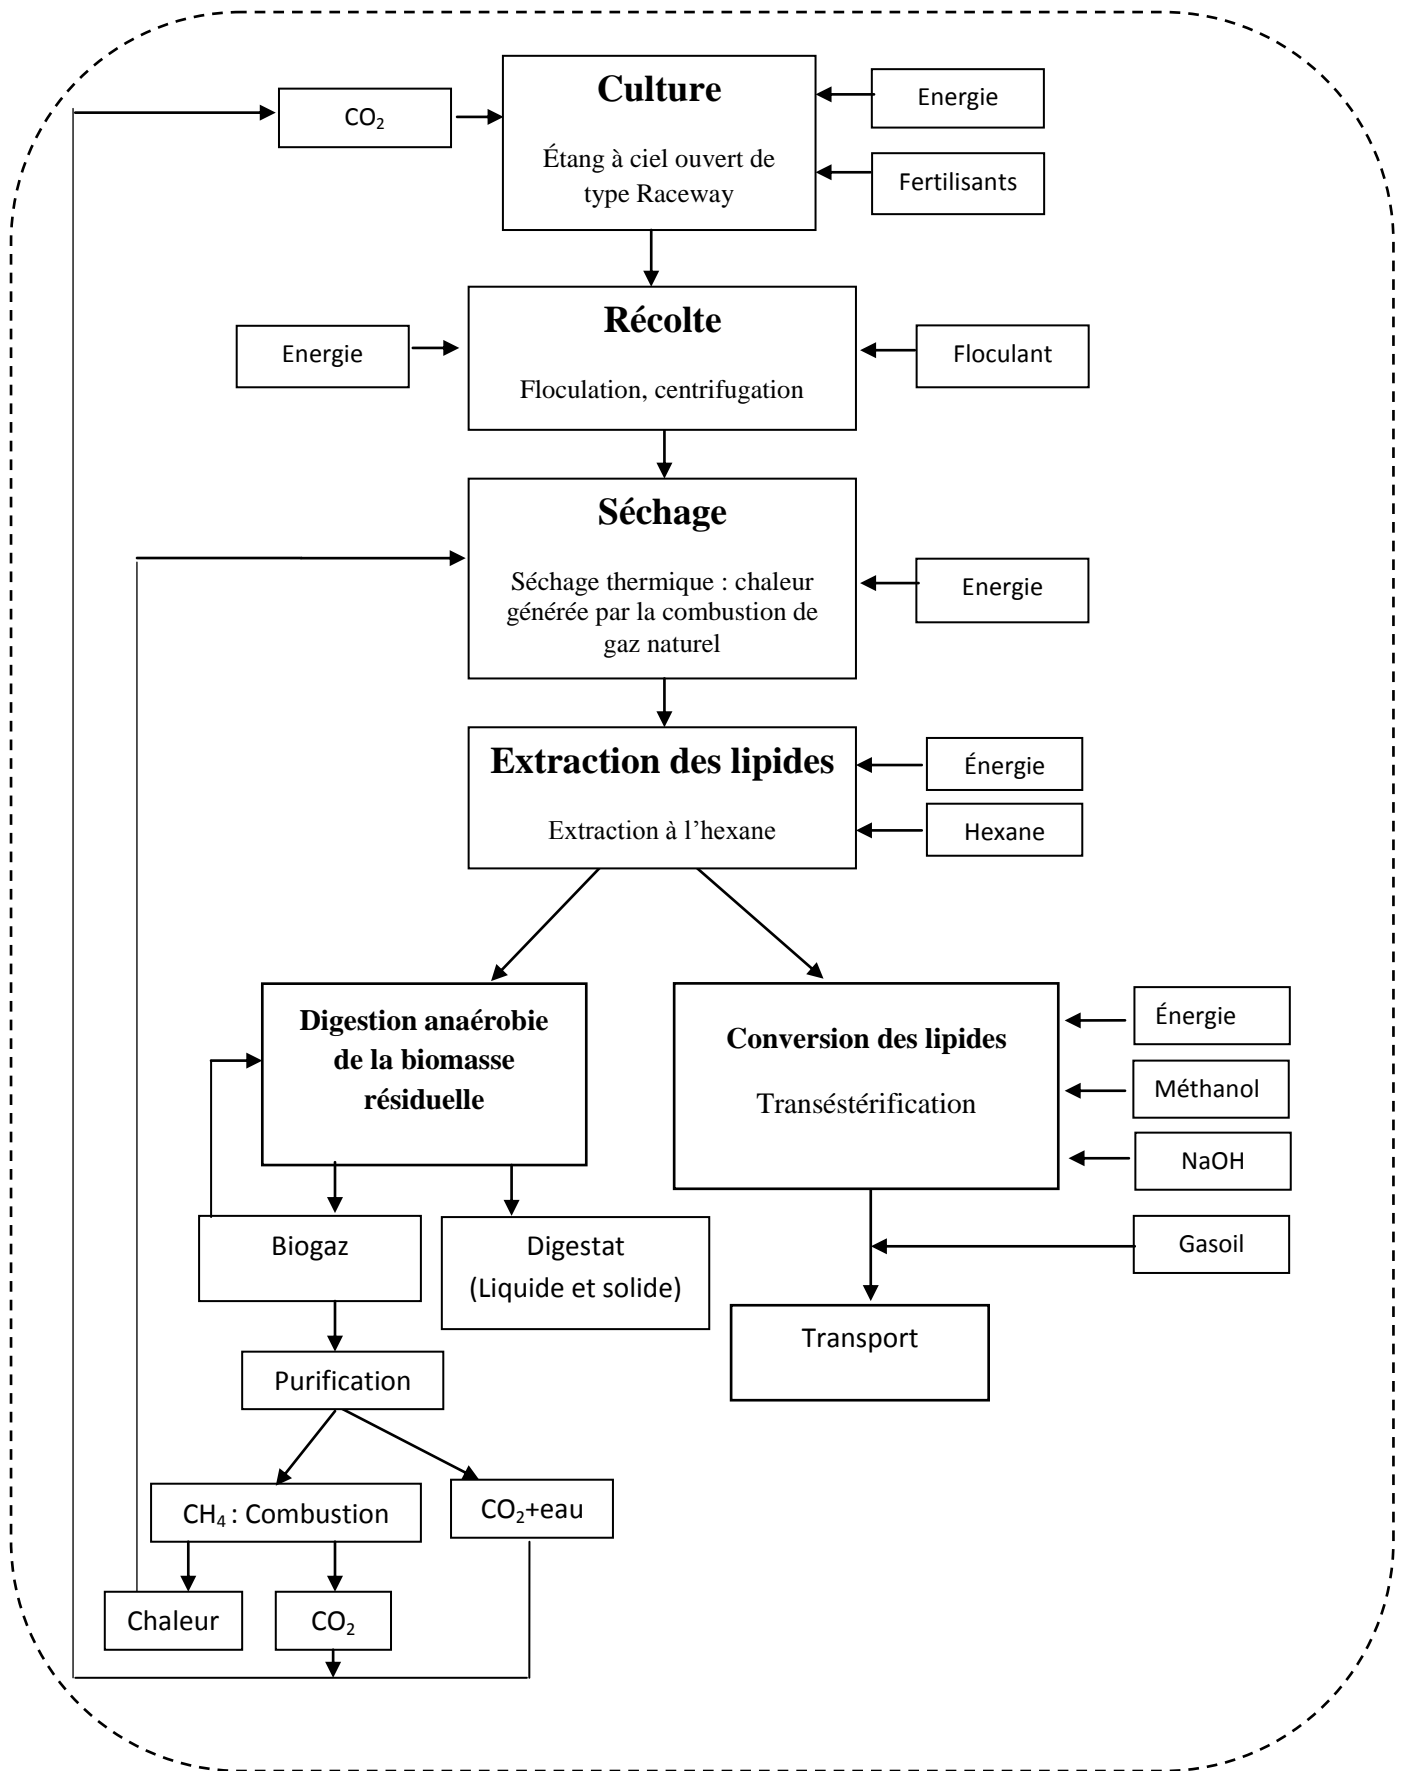 Culture
Energie
CO₂
Étang à ciel ouvert de
type Raceway
Fertilisants
Récolte
Energie
Floculant
Floculation, centrifugation
Séchage
Séchage thermique : chaleur
générée par la combustion de
gaz naturel
Energie
Extraction des lipides
Énergie
Extraction à l’hexane
Hexane
Digestion anaérobie
de la biomasse
résiduelle
Conversion des lipides
Transéstérification
Énergie
Méthanol
NaOH
Biogaz
Digestat
(Liquide et solide)
Gasoil
Transport
Purification
CH₄ : Combustion
CO₂+eau
Chaleur
CO₂